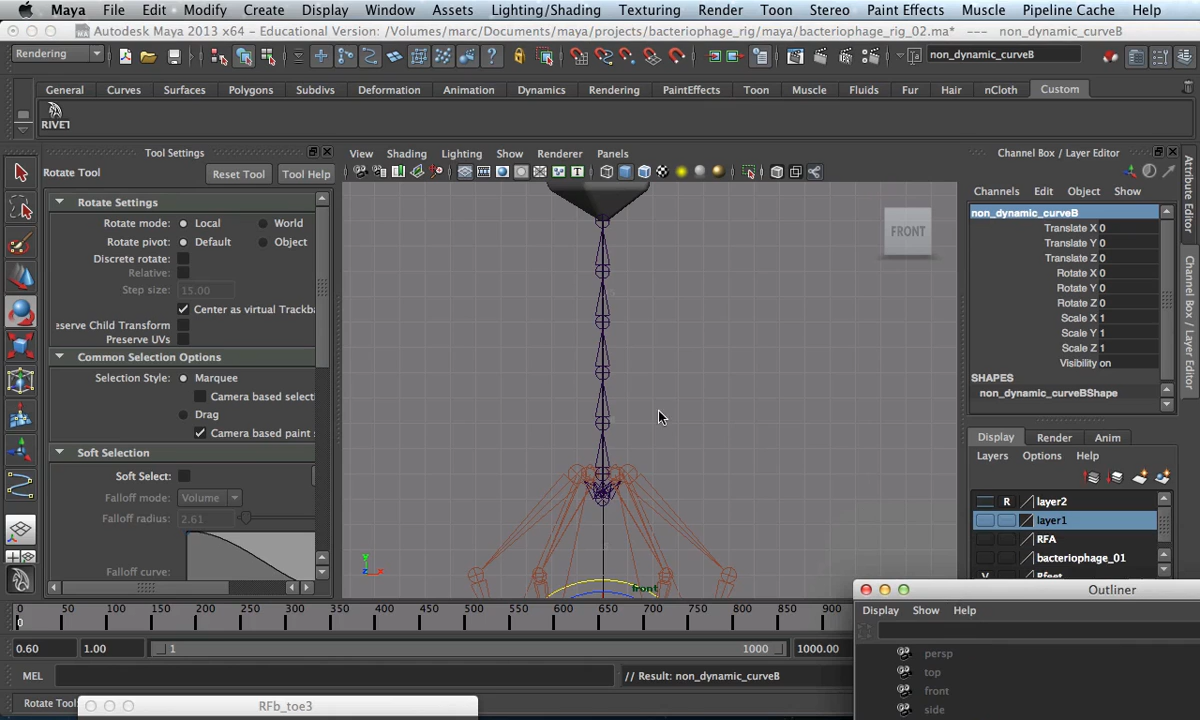 Maya File Edit Modify Create Display Window Assets Lighting/Shading Texturing Render Toon Stereo Paint Effects Muscle Pipeline Cache Help
Autodesk Maya 2013 x64 - Educational Version: /Volumes/marc/Documents/maya/projects/bacteriophage_rig/maya/bacteriophage_rig_02.ma* --- non_dynamic_curveB
Rendering
non_dynamic_curveB
General Curves Surfaces Polygons Subdivs Deformation Animation Dynamics Rendering PaintEffects Toon Muscle Fluids Fur Hair nCloth Custom
RIVET
Tool Settings
View Shading Lighting Show Renderer Panels
Channel Box / Layer Editor
Rotate Tool Reset Tool Tool Help
Channels Edit Object Show
Attribute Editor
Channel Box / Layer Editor
Rotate Settings
Rotate mode: Local World
Rotate pivot: Default Object
Discrete rotate:
Relative:
Step size: 15.00
Center as virtual Trackba
eserve Child Transform
Preserve UVs
Common Selection Options
Selection Style: Marquee
Camera based select
Drag
Camera based paint s
Soft Selection
Soft Select:
Falloff mode: Volume
Falloff radius: 2.61
Falloff curve:
FRONT
front
Y
Z X
non_dynamic_curveB
Translate X 0
Translate Y 0
Translate Z 0
Rotate X 0
Rotate Y 0
Rotate Z 0
Scale X 1
Scale Y 1
Scale Z 1
Visibility on
SHAPES
non_dynamic_curveBShape
Display Render Anim
Layers Options Help
R layer2
layer1
RFA
bacteriophage_01
V Rfeet
0 50 100 150 200 250 300 350 400 450 500 550 600 650 700 750 800 850 900
0
0.60 1.00 1 1000 1000.00
MEL // Result: non_dynamic_curveB
Rotate Tool:
RFb_toe3
Outliner
Display Show Help
persp
top
front
side